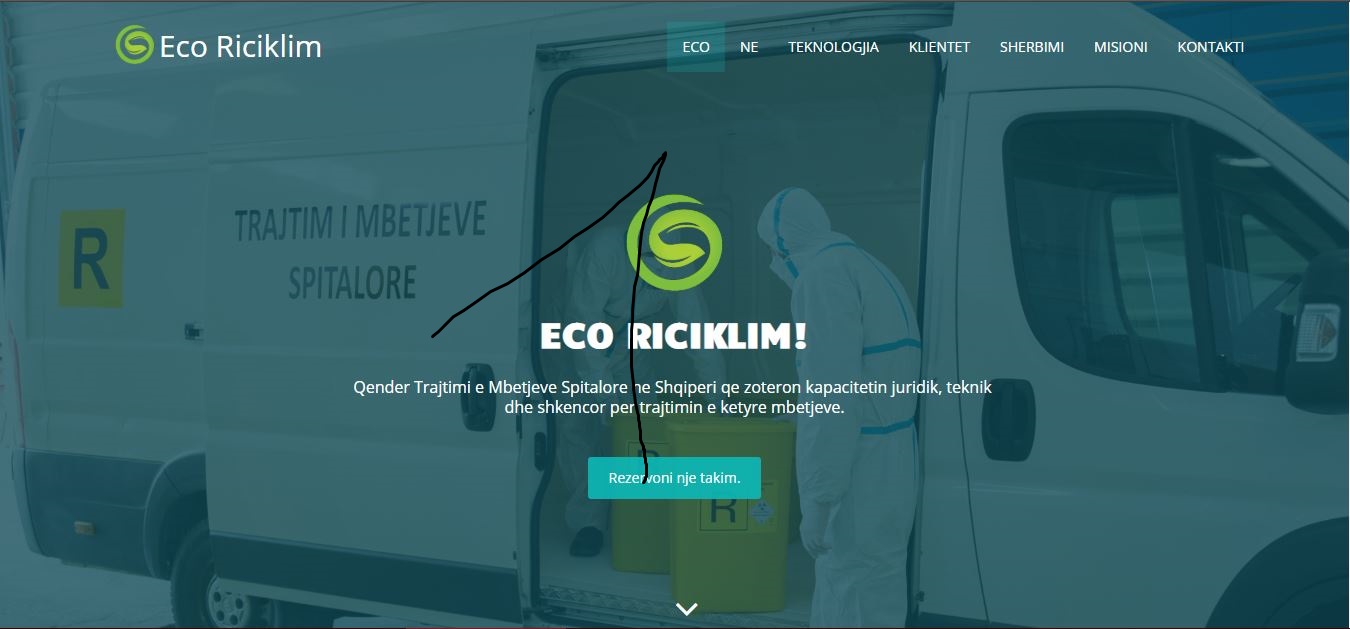 Eco Riciklim
ECO NE TEKNOLOGJIA KLIENTET SHERBIMI MISIONI KONTAKTI
R
TRAJTIM I MBETJEVE
SPITALORE
ECO RICIKLIM!
Qender Trajtimi e Mbetjeve Spitalore ne Shqiperi qe zoteron kapacitetin juridik, teknik
dhe shkencor per trajtimin e ketyre mbetjeve.
R
Rezervoni nje takim.
R